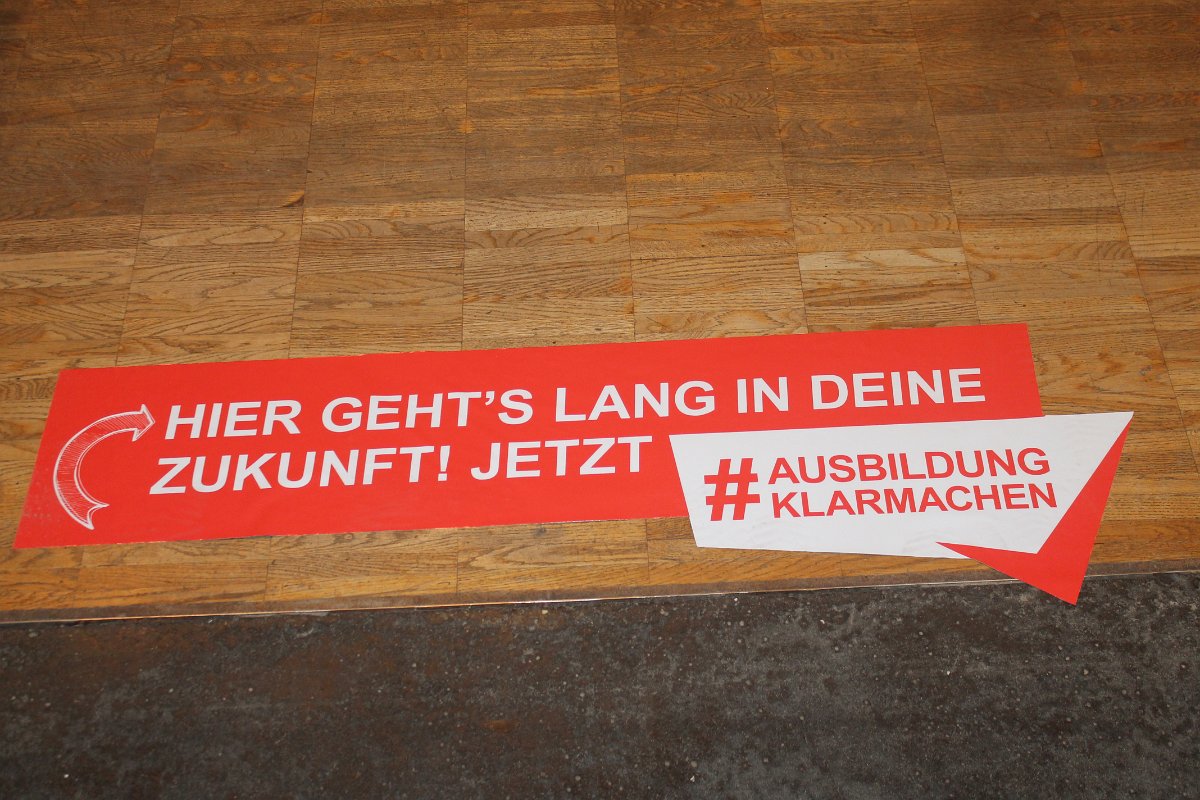 HIER GEHT'S LANG IN DEINE
ZUKUNFT! JETZT
#AUSBILDUNG
KLARMACHEN